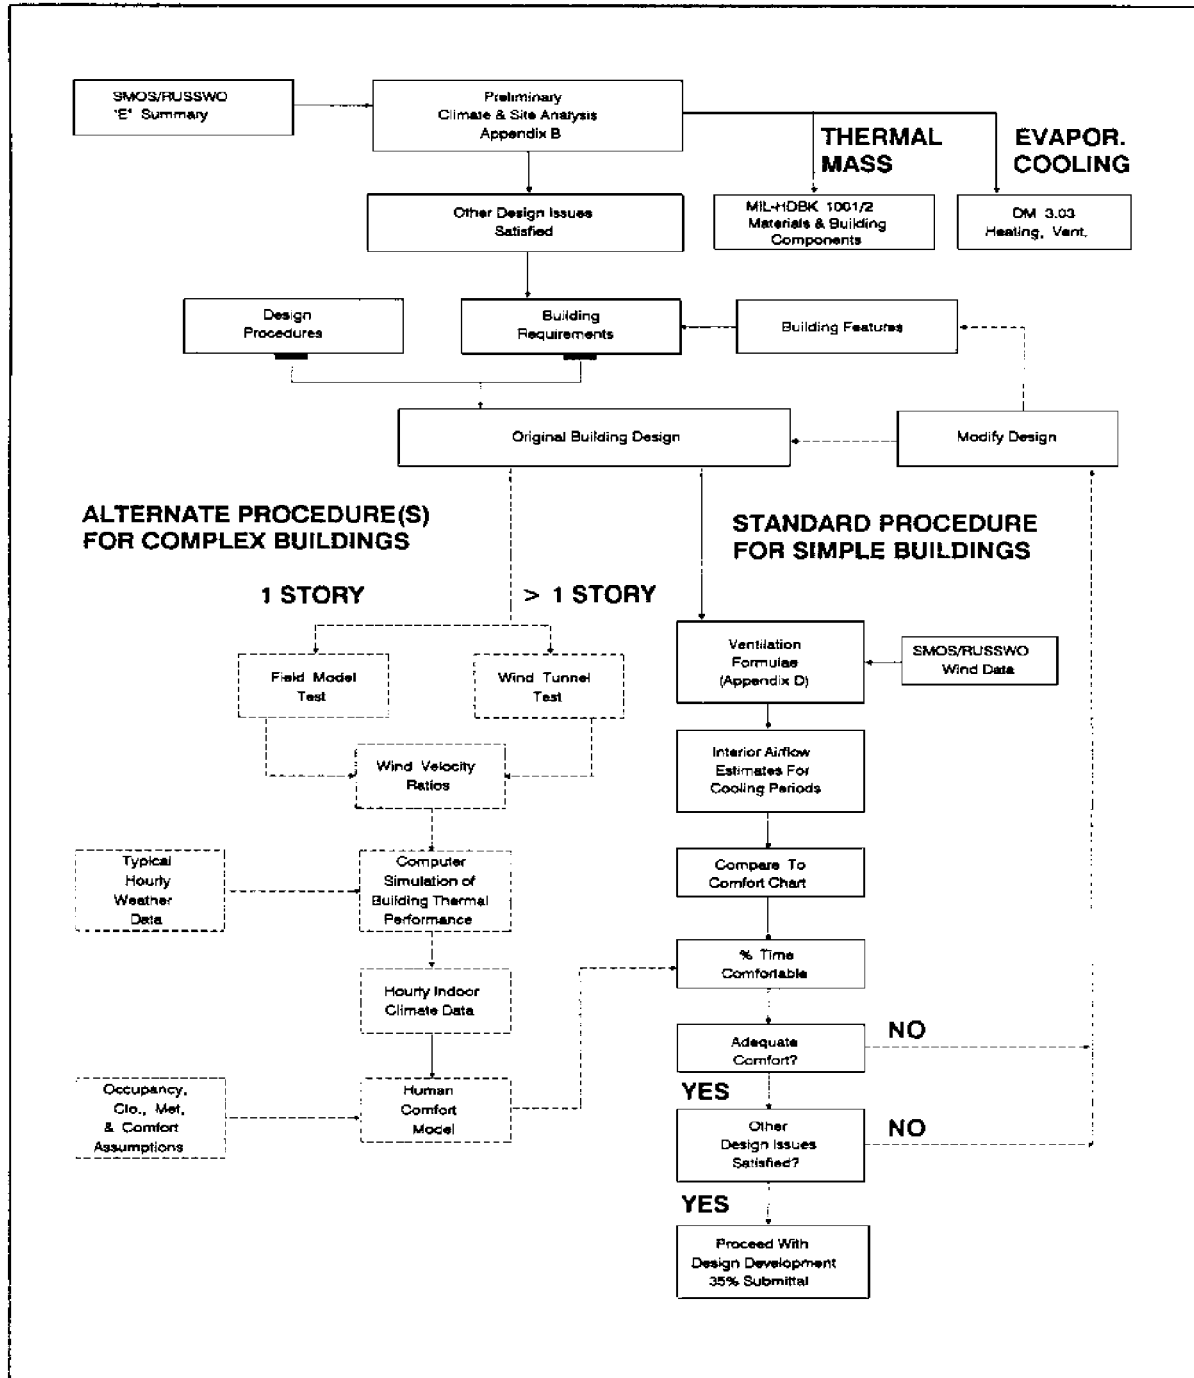 SMOS/RUSSWO
"E" Summary
Preliminary
Climate & Site Analysis
Appendix B
THERMAL
MASS
EVAPOR.
COOLING
Other Design Issues
Satisfied
MIL-HDBK 1001/2
Materials & Building
Components
DM 3.03
Heating, Vent,
Design
Procedures
Building
Requirements
Building Features
Original Building Design
Modify Design
ALTERNATE PROCEDURE(S)
FOR COMPLEX BUILDINGS
STANDARD PROCEDURE
FOR SIMPLE BUILDINGS
1 STORY
> 1 STORY
Field Model
Test
Wind Tunnel
Test
Ventilation
Formulae
(Appendix D)
SMOS/RUSSWO
Wind Data
Wind Velocity
Ratios
Interior Airflow
Estimates For
Cooling Periods
Typical
Hourly
Weather
Data
Computer
Simulation of
Building Thermal
Performance
Compare To
Comfort Chart
% Time
Comfortable
Hourly Indoor
Climate Data
Adequate
Comfort?
NO
YES
Occupancy,
Clo., Met,
& Comfort
Assumptions
Human
Comfort
Model
Other
Design Issues
Satisfied?
NO
YES
Proceed With
Design Development
35% Submittal